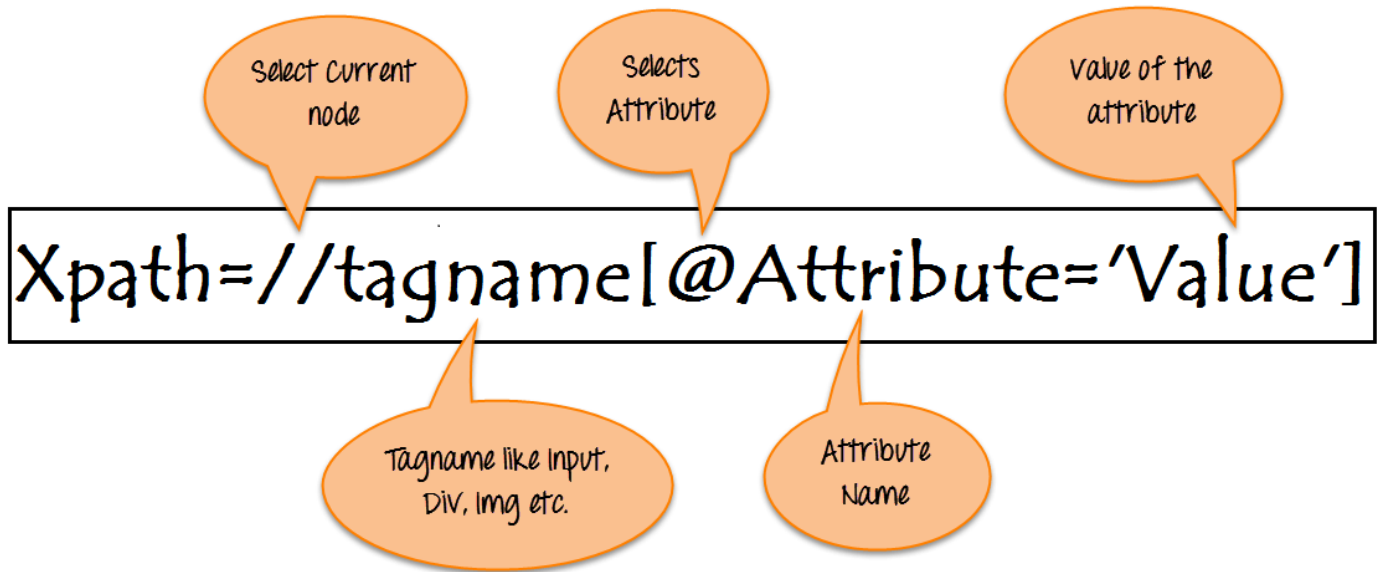 Select Current
node
Selects
Attribute
Value of the
attribute
Xpath=//tagname[@Attribute='Value']
Tagname like Input,
Div, Img etc.
Attribute
Name